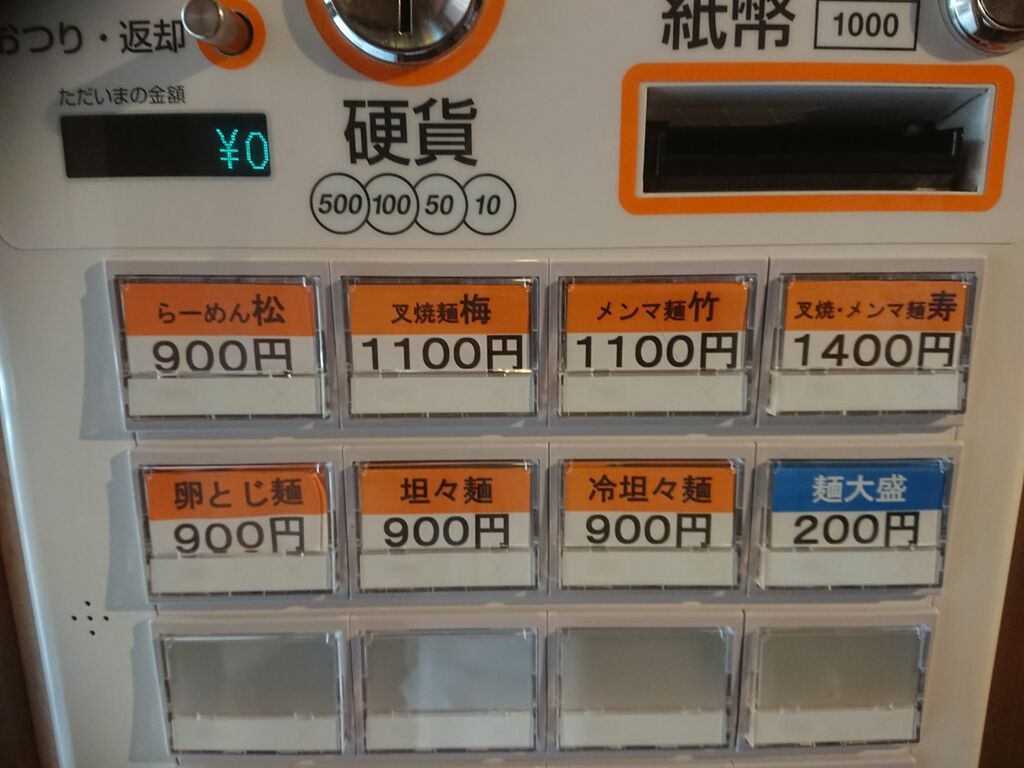 おつり・返却
紙幣 1000
ただいまの金額
¥0
硬貨
500 100 50 10
らーめん松
900円
叉焼麺梅
1100円
メンマ麺竹
1100円
叉焼・メンマ麺寿
1400円
卵とじ麺
900円
坦々麺
900円
冷坦々麺
900円
麺大盛
200円